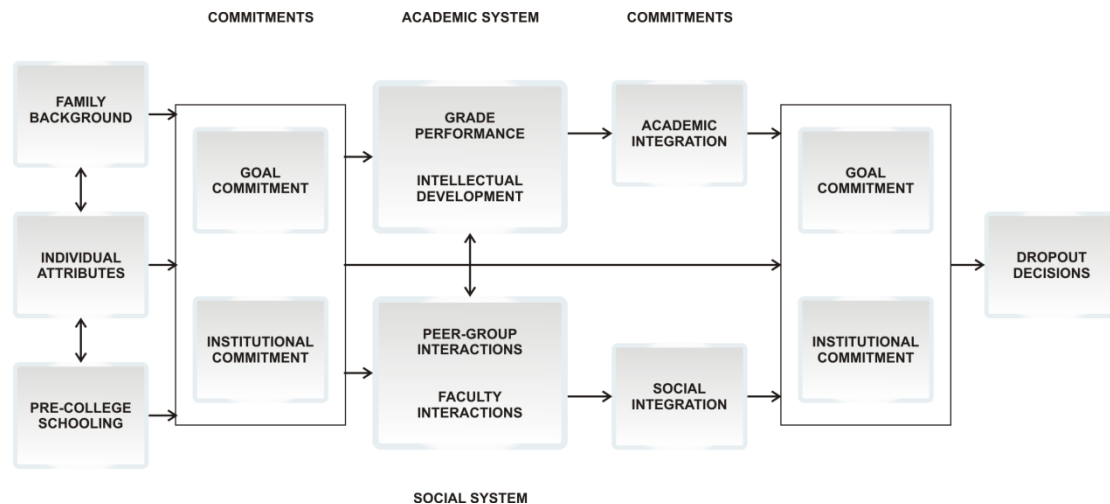 COMMITMENTS
ACADEMIC SYSTEM
COMMITMENTS
FAMILY
BACKGROUND
INDIVIDUAL
ATTRIBUTES
PRE-COLLEGE
SCHOOLING
GOAL
COMMITMENT
INSTITUTIONAL
COMMITMENT
GRADE
PERFORMANCE
INTELLECTUAL
DEVELOPMENT
PEER-GROUP
INTERACTIONS
FACULTY
INTERACTIONS
ACADEMIC
INTEGRATION
SOCIAL
INTEGRATION
GOAL
COMMITMENT
INSTITUTIONAL
COMMITMENT
DROPOUT
DECISIONS
SOCIAL SYSTEM